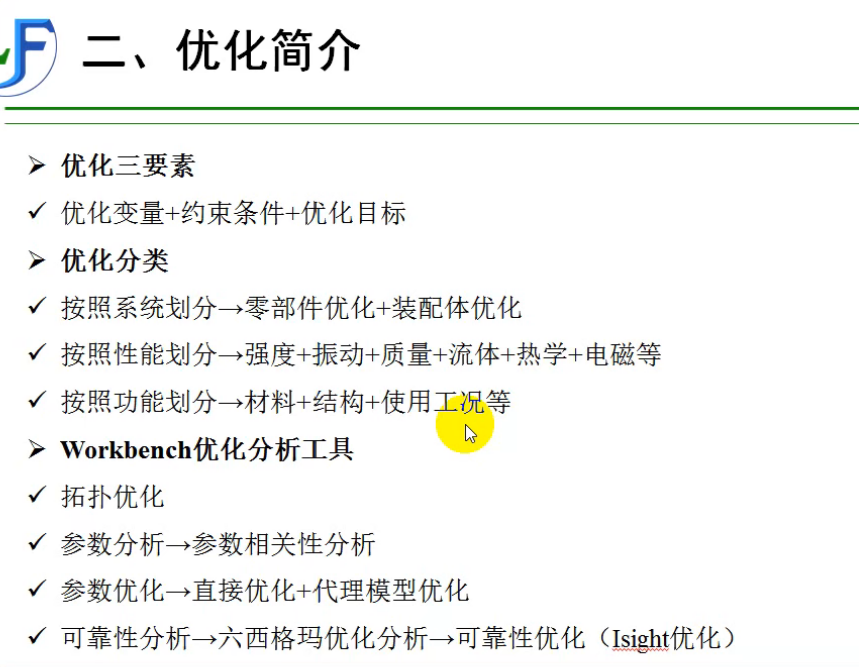 二、优化简介
➢ 优化三要素
✓ 优化变量+约束条件+优化目标
➢ 优化分类
✓ 按照系统划分→零部件优化+装配体优化
✓ 按照性能划分→强度+振动+质量+流体+热学+电磁等
✓ 按照功能划分→材料+结构+使用工况等
➢ Workbench优化分析工具
✓ 拓扑优化
✓ 参数分析→参数相关性分析
✓ 参数优化→直接优化+代理模型优化
✓ 可靠性分析→六西格玛优化分析→可靠性优化（Isight优化）